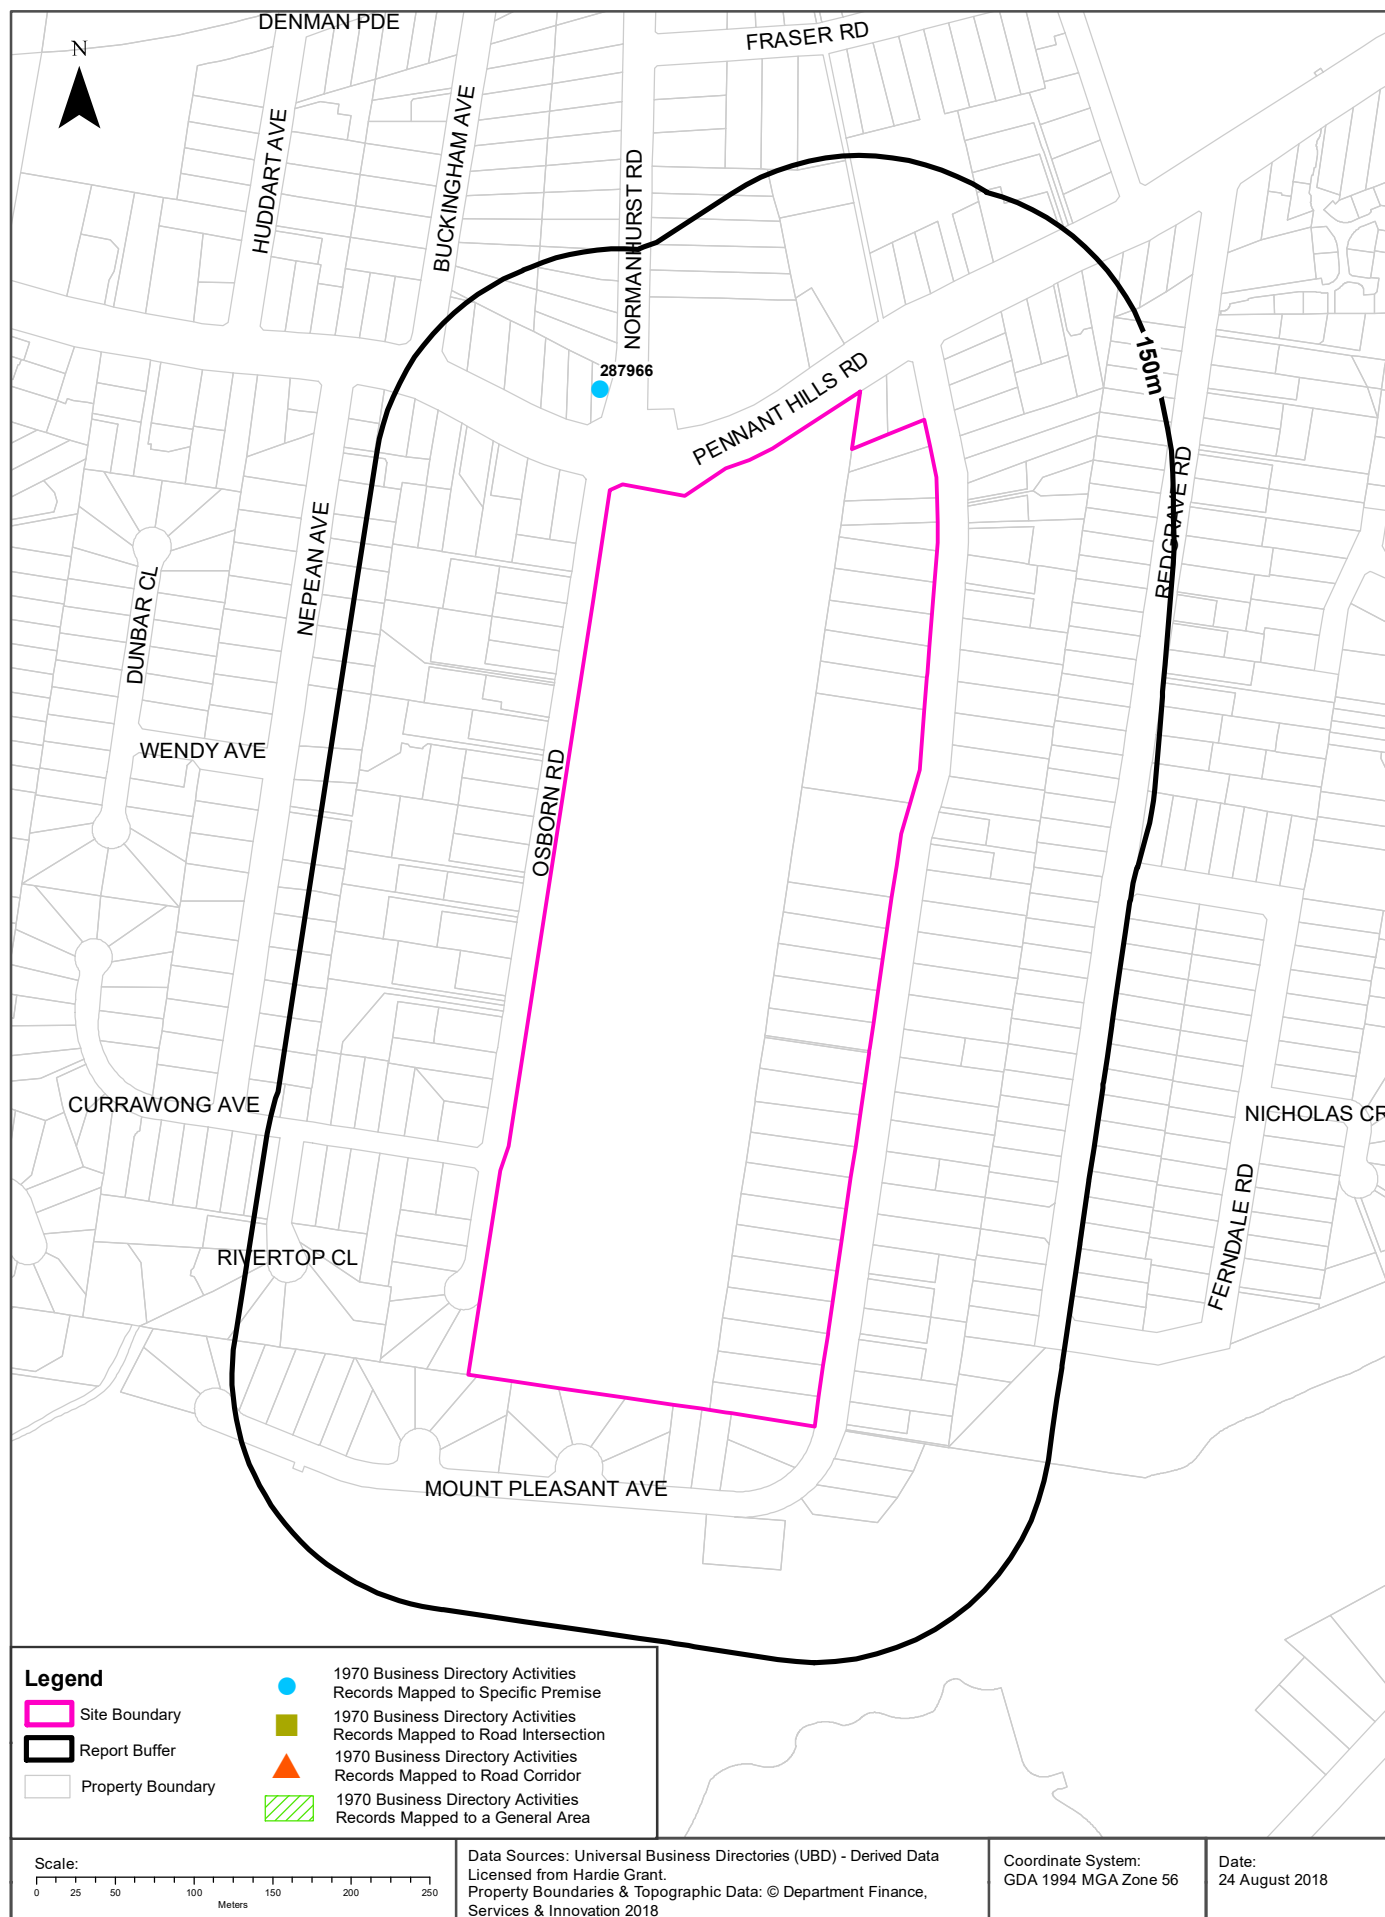 DENMAN PDE
FRASER RD
N
HUDDART AVE
BUCKINGHAM AVE
NORMANHURST RD
287966
150m
PENNANT HILLS RD
REDGRAVE RD
NEPEAN AVE
DUNBAR CL
WENDY AVE
OSBORN RD
CURRAWONG AVE
NICHOLAS CR
FERNDALE RD
RIVERTOP CL
MOUNT PLEASANT AVE
Legend
Site Boundary
Report Buffer
Property Boundary
1970 Business Directory Activities
Records Mapped to Specific Premise
1970 Business Directory Activities
Records Mapped to Road Intersection
1970 Business Directory Activities
Records Mapped to Road Corridor
1970 Business Directory Activities
Records Mapped to a General Area
Scale:
0 25 50 100 150 200 250
Meters
Data Sources: Universal Business Directories (UBD) - Derived Data
Licensed from Hardie Grant.
Property Boundaries & Topographic Data: © Department Finance,
Services & Innovation 2018
Coordinate System:
GDA 1994 MGA Zone 56
Date:
24 August 2018